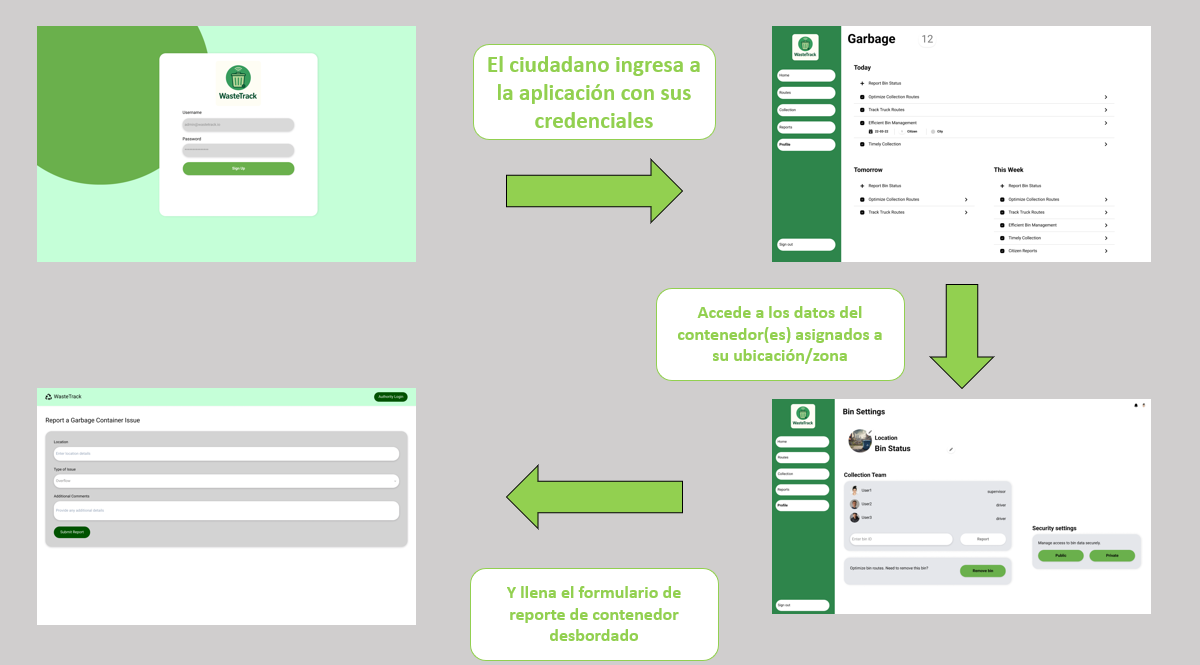 WasteTrack
Username
admin@wastetrack.io
Password
Sign Up
El ciudadano ingresa a
la aplicación con sus
credenciales
WasteTrack
Home
Routes
Collection
Reports
Profile
Sign out
Garbage 12
Today
Report Bin Status
Optimize Collection Routes
Track Truck Routes
Efficient Bin Management
22-03-23 Citizen City
Timely Collection
Tomorrow
Report Bin Status
Optimize Collection Routes
Track Truck Routes
This Week
Report Bin Status
Optimize Collection Routes
Track Truck Routes
Efficient Bin Management
Timely Collection
Citizen Reports
Accede a los datos del
contenedor(es) asignados a
su ubicación/zona
WasteTrack
Home
Routes
Collection
Reports
Profile
Sign out
Bin Settings
Location
Bin Status
Collection Team
User1 supervisor
User2 driver
User3 driver
Enter bin ID Report
Optimize bin routes. Need to remove this bin? Remove bin
Security settings
Manage access to bin data security.
Public Private
Y llena el formulario de
reporte de contenedor
desbordado
WasteTrack Authority Login
Report a Garbage Container Issue
Location
Enter location details
Type of Issue
Overflow
Additional Comments
Provide any additional details
Submit Report